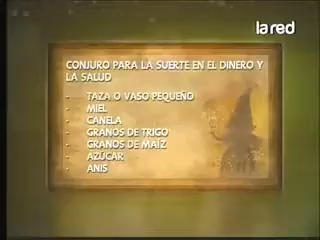 la red
CONJURO PARA LA SUERTE EN EL DINERO Y
LA SALUD
- TAZA O VASO PEQUEÑO
- MIEL
- CANELA
- GRANOS DE TRIGO
- GRANOS DE MAÍZ
- AZÚCAR
- ANIS